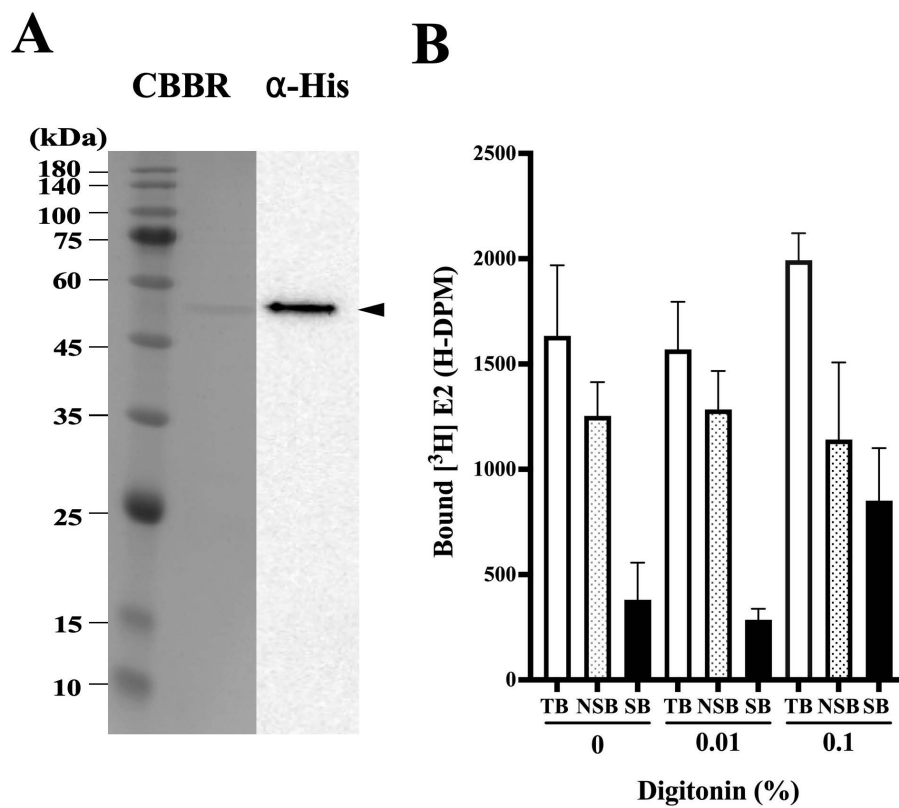 A
CBBR α-His
(kDa)
180
140
100
75
60
45
35
25
15
10
B
Bound [³H] E2 (H-DPM)
2500
2000
1500
1000
500
0
TB NSB SB TB NSB SB TB NSB SB
0 0.01 0.1
Digitonin (%)